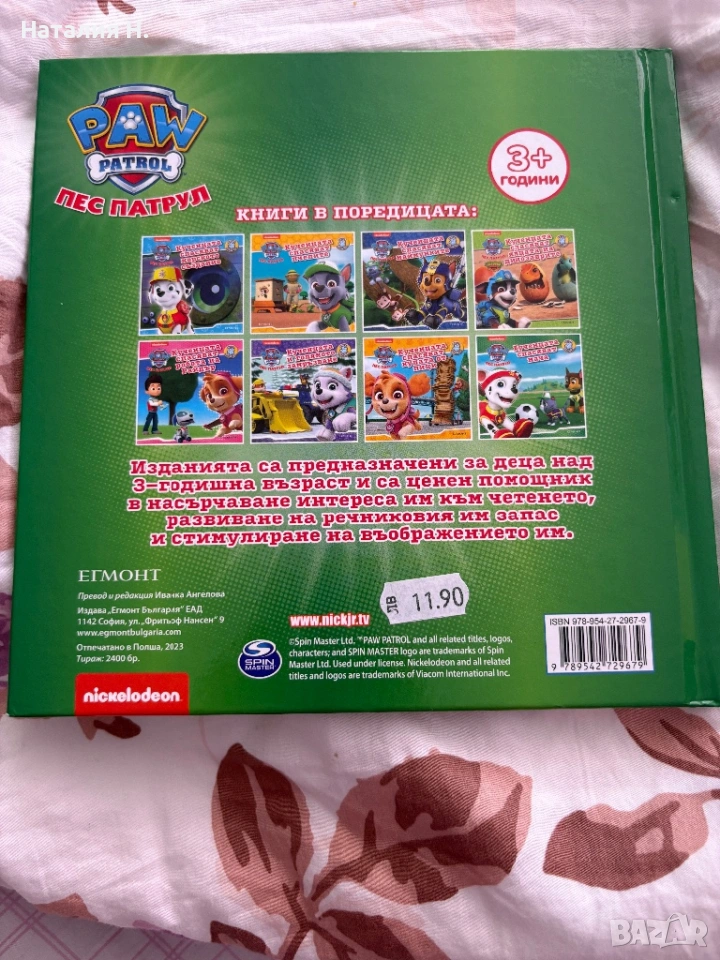 Наталия Н.
PAW
PATROL
ПЕС ПАТРУЛ
3+
ГОДИНИ
КНИГИ В ПОРЕДИЦАТА:
Изданията са предназначени за деца над
3-годишна възраст и са ценен помощник
в насърчаване интереса им към четенето,
развиване на речниковия им запас
и стимулиране на въображението им.
ЕГМОНТ
Превод и редакция Иванка Ангелова
Издава „Егмонт България" ЕАД
1142 София, ул. „Фритьоф Нансен" 9
www.egmontbulgaria.com
Отпечатано в Полша, 2023
Тираж: 2400 бр.
nickelodeon
ЛВ 11.90
www.nickjr.tv
SPIN
MASTER
©Spin Master Ltd. ™PAW PATROL and all related titles, logos,
characters; and SPIN MASTER logo are trademarks of Spin
Master Ltd. Used under license. Nickelodeon and all related
titles and logos are trademarks of Viacom International Inc.
ISBN 978-954-27-2967-9
9 789542 729679
BAZAR